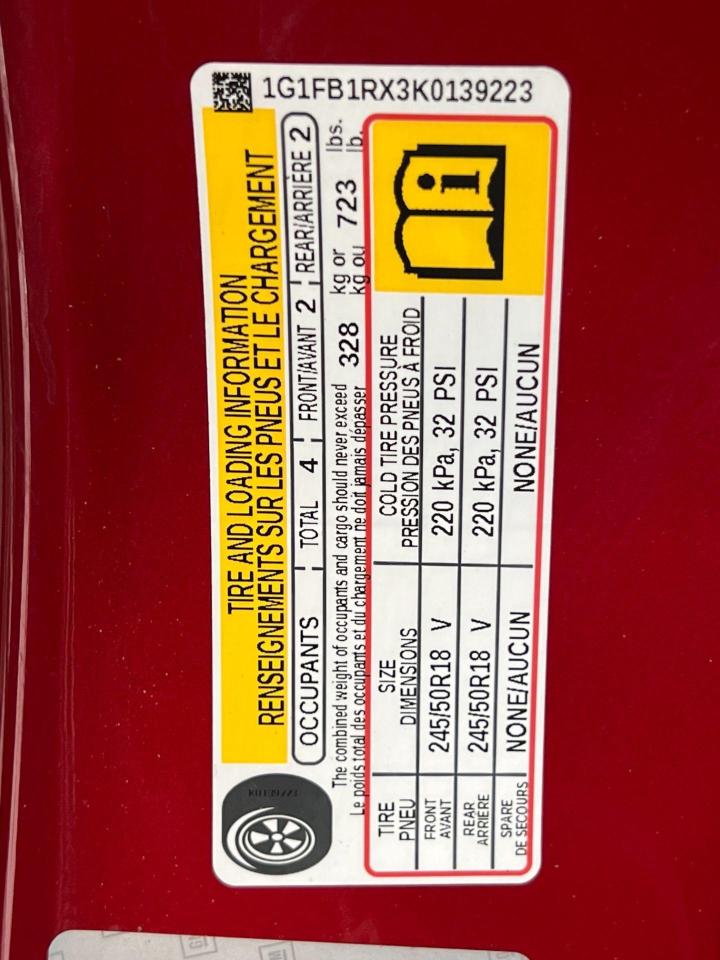 1G1FB1RX3K0139223
TIRE AND LOADING INFORMATION
RENSEIGNEMENTS SUR LES PNEUS ET LE CHARGEMENT
OCCUPANTS TOTAL 4 FRONT/AVANT 2 REAR/ARRIÈRE 2
The combined weight of occupants and cargo should never exceed 328 kg or 723 lbs.
Le poids total des occupants et du chargement ne doit jamais dépasser kg ou lb.
TIRE SIZE COLD TIRE PRESSURE
PNEU DIMENSIONS PRESSION DES PNEUS À FROID
FRONT 245/50R18 V 220 kPa, 32 PSI
AVANT
REAR 245/50R18 V 220 kPa, 32 PSI
ARRIÈRE
SPARE NONE/AUCUN NONE/AUCUN
DE SECOURS
GM